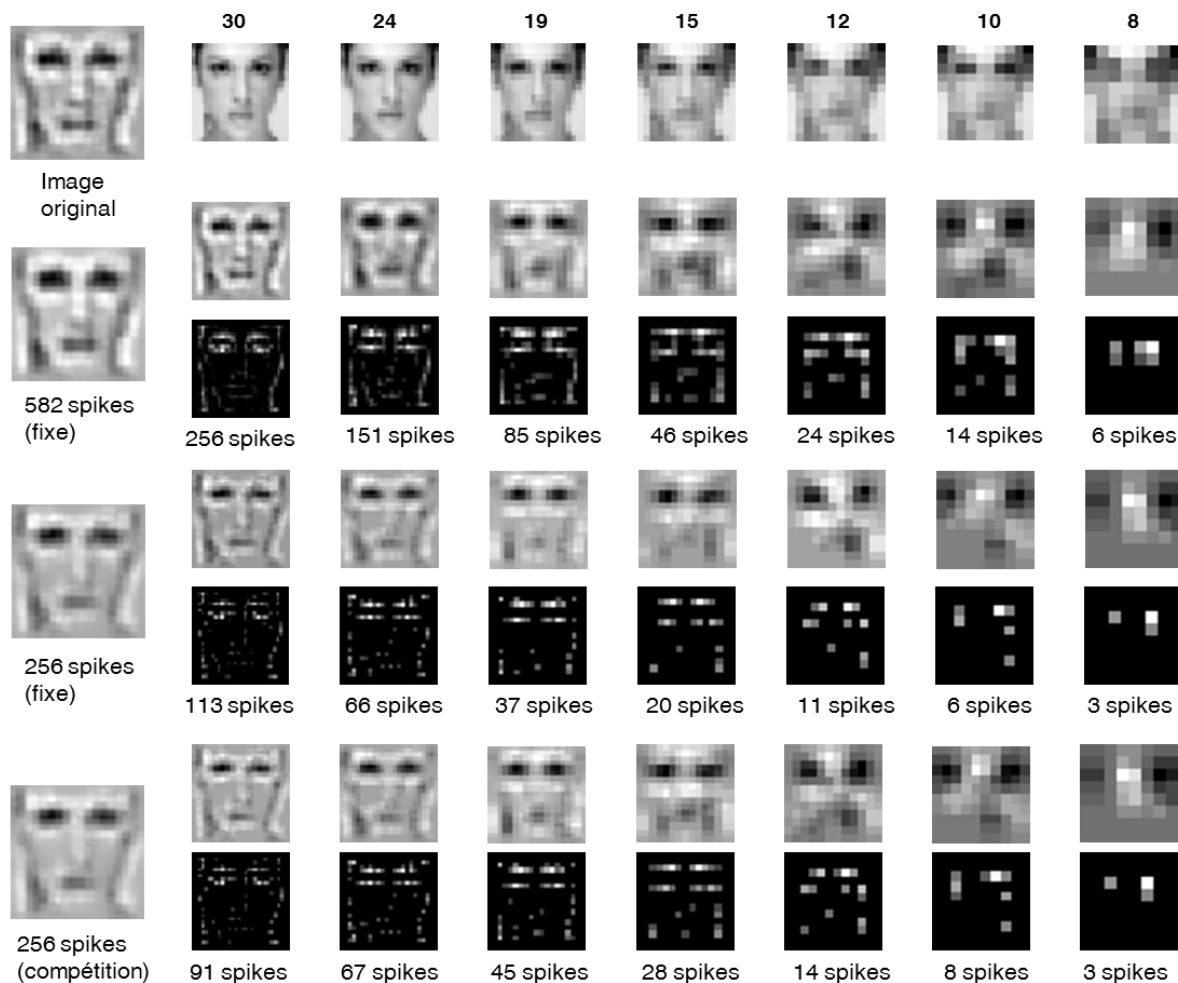 30 24 19 15 12 10 8
Image
original
582 spikes
(fixe)
256 spikes 151 spikes 85 spikes 46 spikes 24 spikes 14 spikes 6 spikes
256 spikes
(fixe)
113 spikes 66 spikes 37 spikes 20 spikes 11 spikes 6 spikes 3 spikes
256 spikes
(compétition)
91 spikes 67 spikes 45 spikes 28 spikes 14 spikes 8 spikes 3 spikes